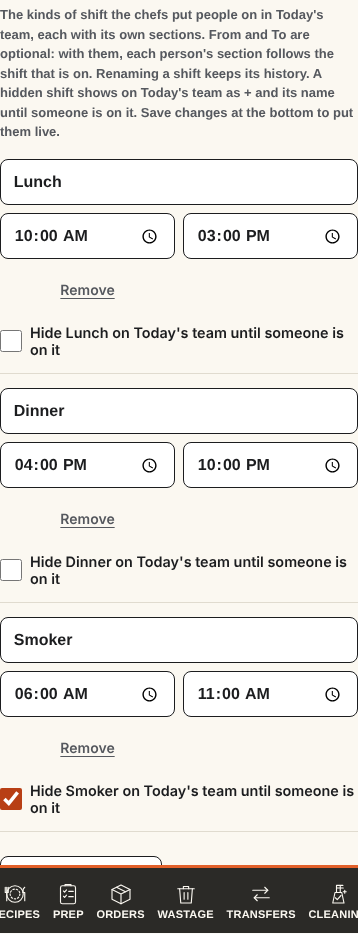 The kinds of shift the chefs put people on in Today's
team, each with its own sections. From and To are
optional: with them, each person's section follows the
shift that is on. Renaming a shift keeps its history. A
hidden shift shows on Today's team as + and its name
until someone is on it. Save changes at the bottom to put
them live.
Lunch
10:00 AM 03:00 PM
Remove
Hide Lunch on Today's team until someone is
on it
Dinner
04:00 PM 10:00 PM
Remove
Hide Dinner on Today's team until someone is
on it
Smoker
06:00 AM 11:00 AM
Remove
Hide Smoker on Today's team until someone is
on it
ECIPES PREP ORDERS WASTAGE TRANSFERS CLEANIN